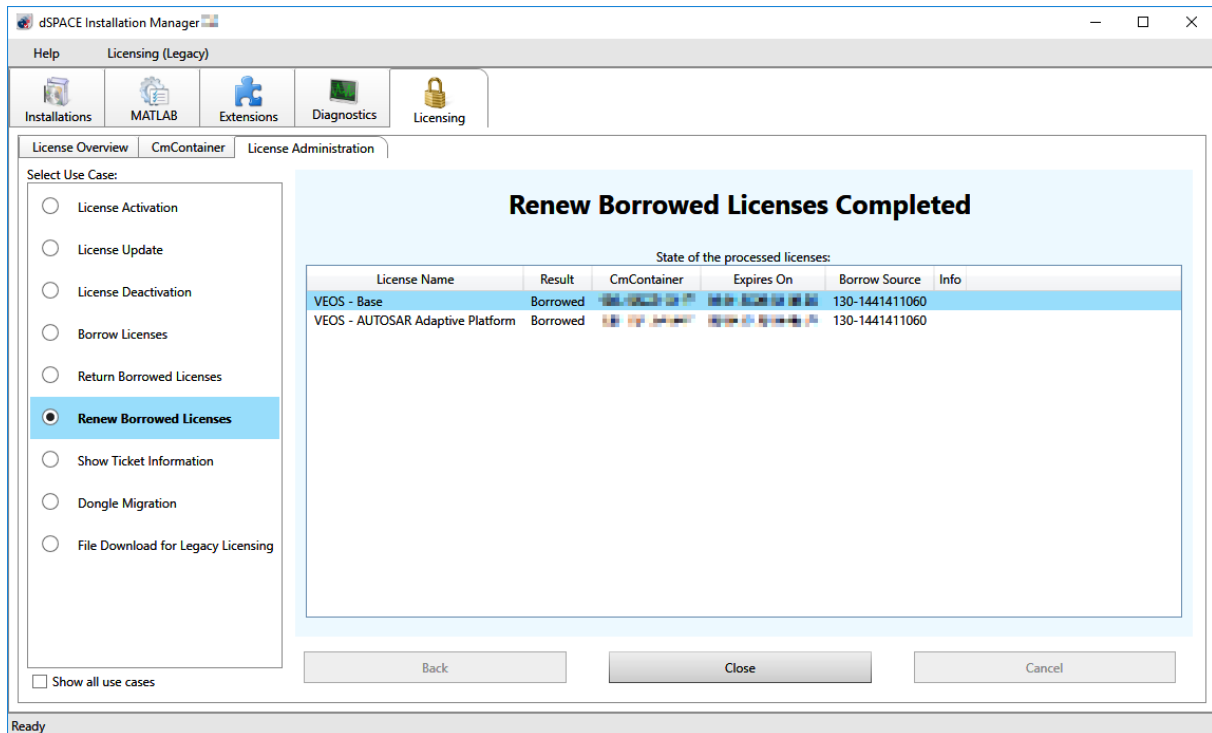 dSPACE Installation Manager
Help Licensing (Legacy)
Installations MATLAB Extensions Diagnostics Licensing
License Overview CmContainer License Administration
Select Use Case:
License Activation
License Update
License Deactivation
Borrow Licenses
Return Borrowed Licenses
Renew Borrowed Licenses
Show Ticket Information
Dongle Migration
File Download for Legacy Licensing
Show all use cases
Renew Borrowed Licenses Completed
State of the processed licenses:
License Name Result CmContainer Expires On Borrow Source Info
VEOS - Base Borrowed 130-1441411060
VEOS - AUTOSAR Adaptive Platform Borrowed 130-1441411060
Back Close Cancel
Ready